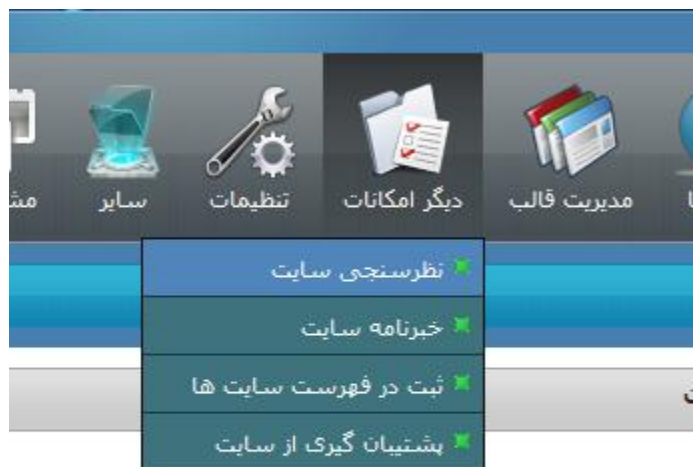 مدیریت قالب
دیگر امکانات
تنظیمات
سایر
نظرسنجی سایت
خبرنامه سایت
ثبت در فهرست سایت ها
پشتیبان گیری از سایت